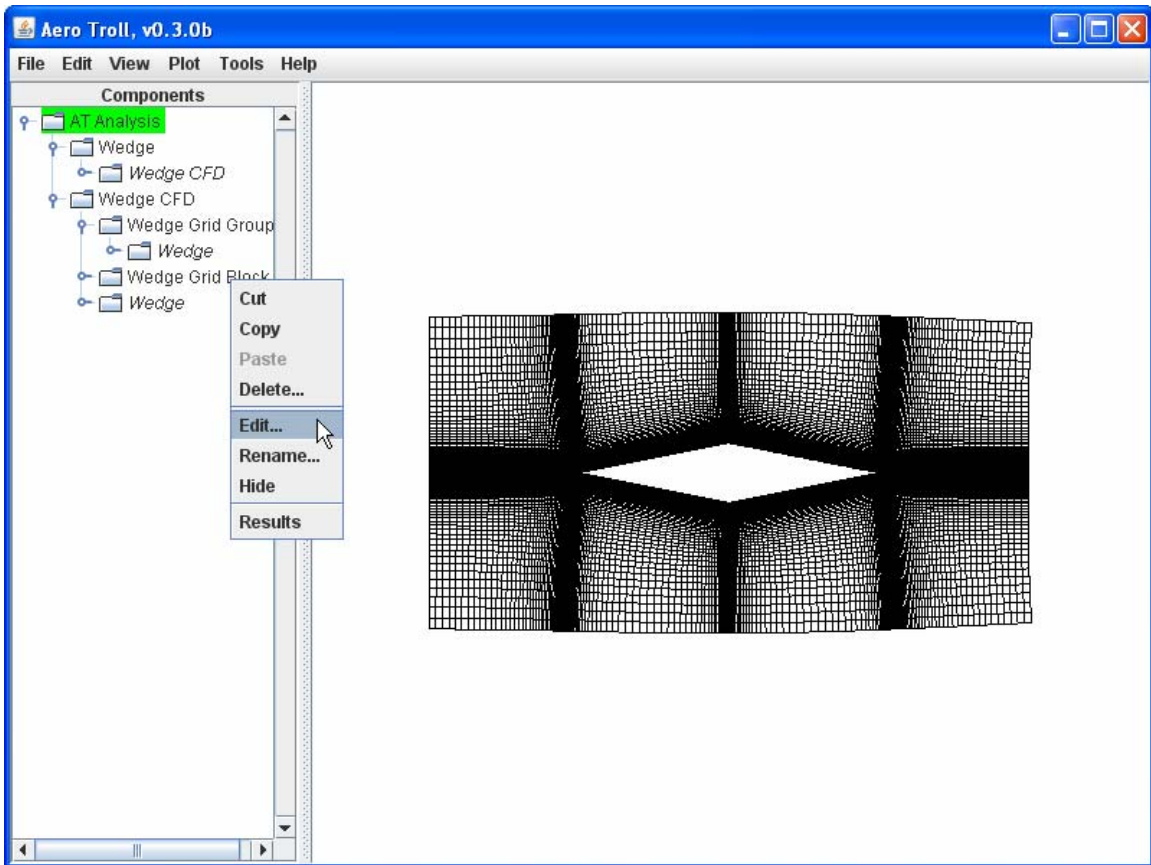 Aero Troll, v0.3.0b
File Edit View Plot Tools Help
Components
AT Analysis
Wedge
Wedge CFD
Wedge CFD
Wedge Grid Group
Wedge
Wedge Grid Block
Wedge
Cut
Copy
Paste
Delete...
Edit...
Rename...
Hide
Results